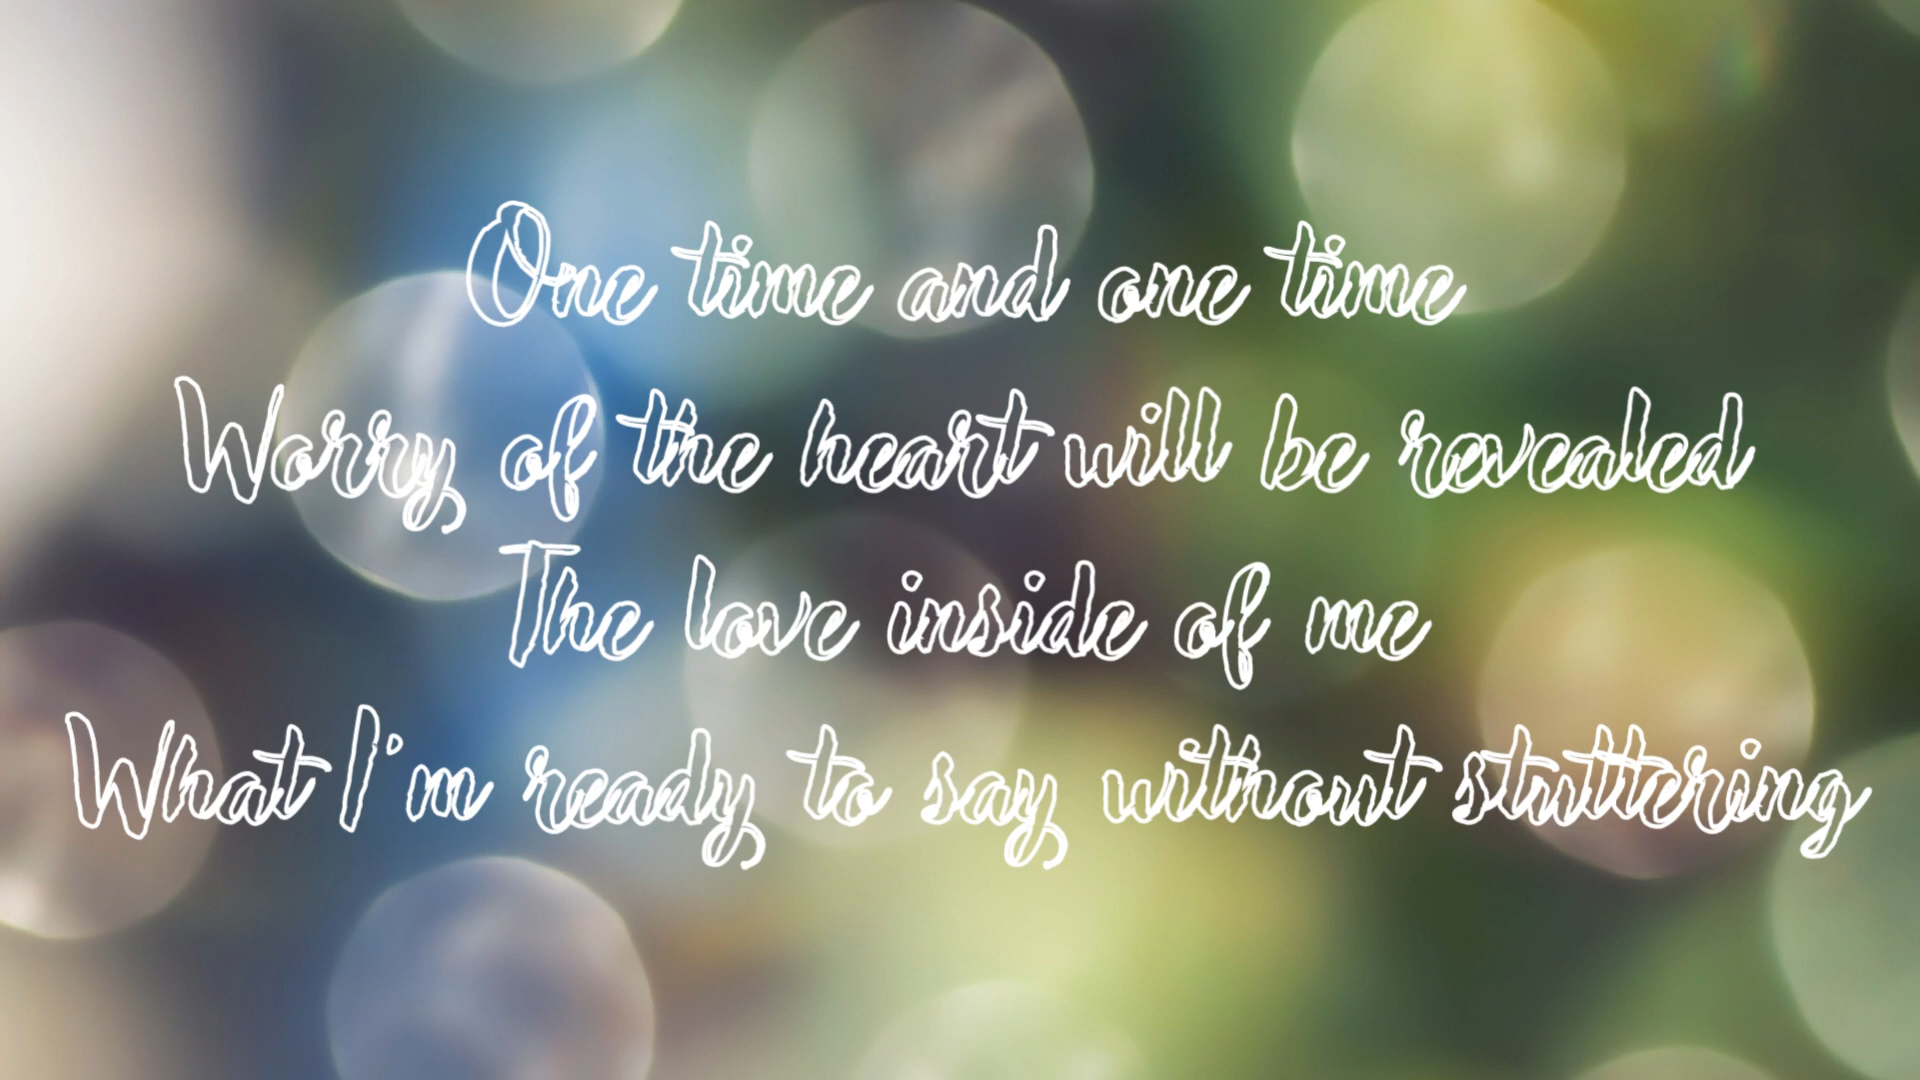 One time and one time
Worry of the heart will be revealed
The love inside of me
What I'm ready to say without stuttering